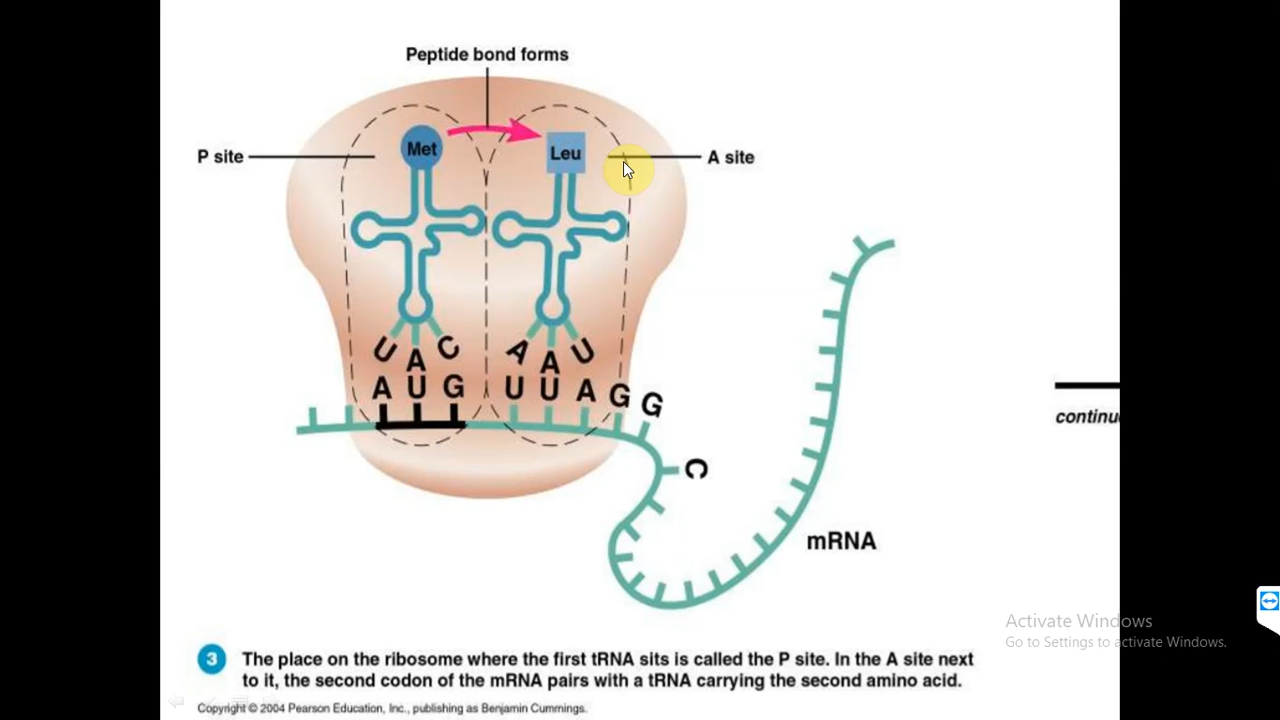 Peptide bond forms
P site
Met
Leu
A site
U A C
A A U
A U G
U U A G G
C
continu
mRNA
Activate Windows
Go to Settings to activate Windows.
3 The place on the ribosome where the first tRNA sits is called the P site. In the A site next
to it, the second codon of the mRNA pairs with a tRNA carrying the second amino acid.
Copyright © 2004 Pearson Education, Inc., publishing as Benjamin Cummings.